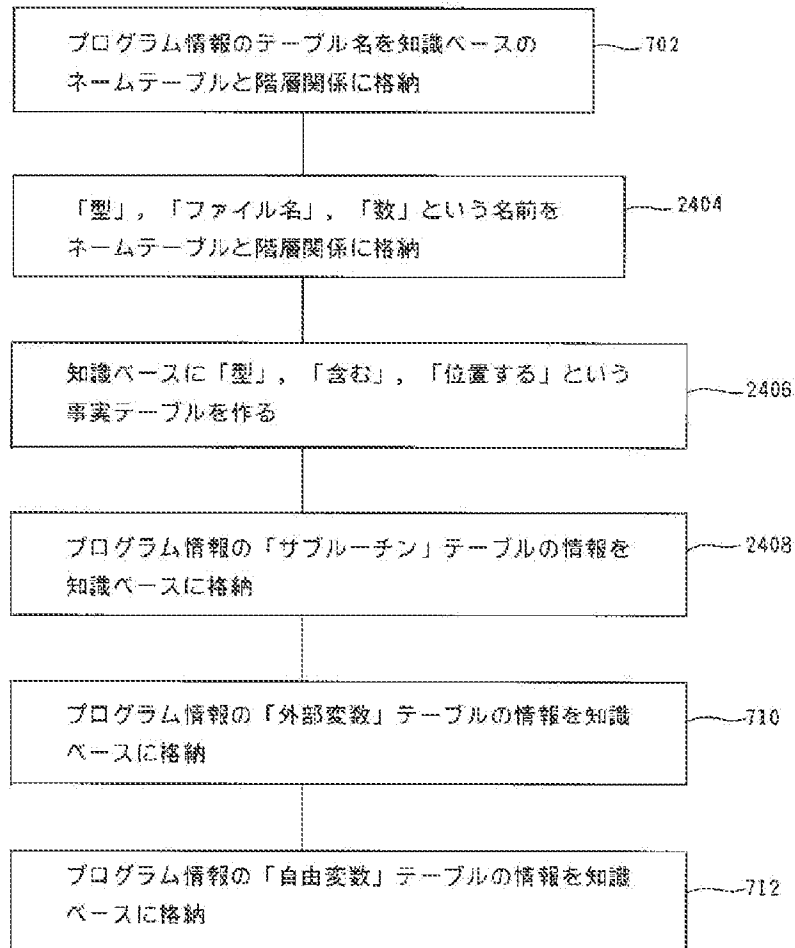 プログラム情報のテーブル名を知識ベースの
ネームテーブルと階層関係に格納
702
「型」,「ファイル名」,「数」という名前を
ネームテーブルと階層関係に格納
2404
知識ベースに「型」,「含む」,「位置する」という
事実テーブルを作る
2406
プログラム情報の「サブルーチン」テーブルの情報を
知識ベースに格納
2408
プログラム情報の「外部変数」テーブルの情報を知識
ベースに格納
710
プログラム情報の「自由変数」テーブルの情報を知識
ベースに格納
712